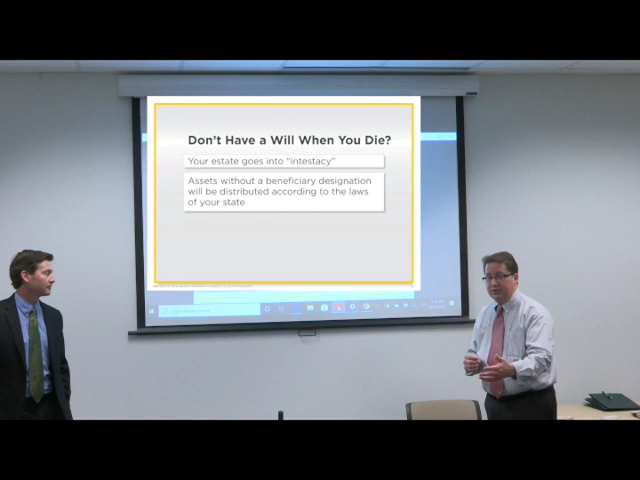 Don't Have a Will When You Die?
Your estate goes into "intestacy"
Assets without a beneficiary designation
will be distributed according to the laws
of your state